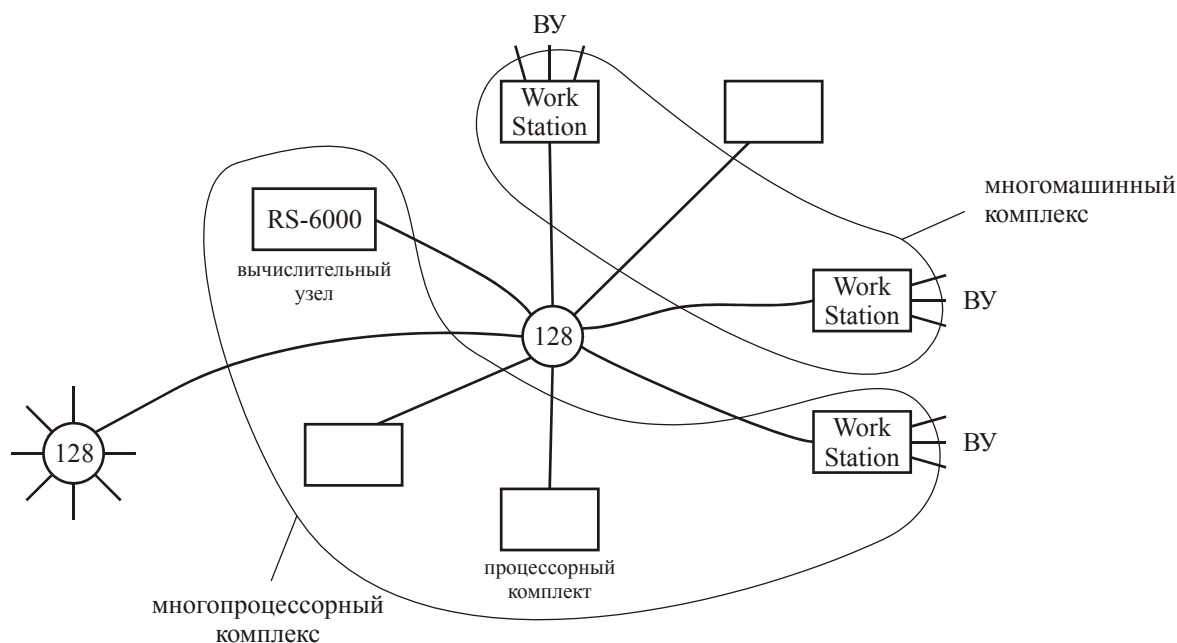 ВУ
Work
Station
многомашинный
комплекс
RS-6000
вычислительный
узел
Work
Station
ВУ
128
128
Work
Station
ВУ
процессорный
комплект
многопроцессорный
комплекс